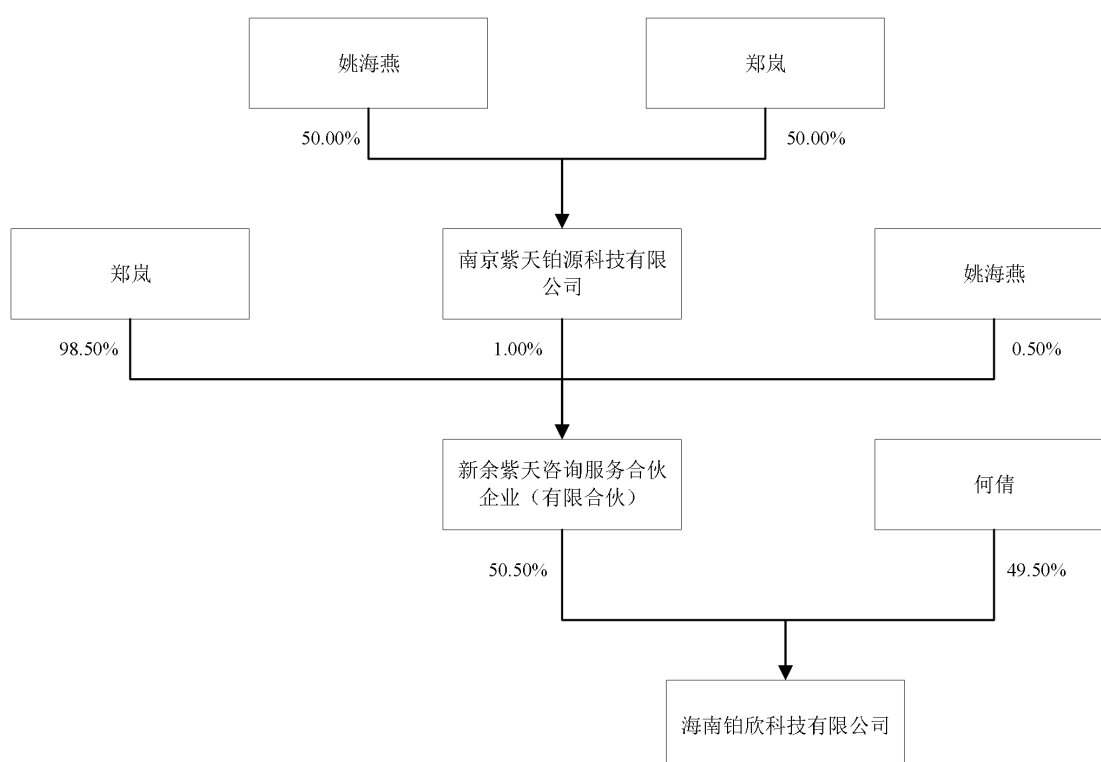 姚海燕
郑岚
50.00%
50.00%
郑岚
南京紫天铂源科技有限
公司
姚海燕
98.50%
1.00%
0.50%
新余紫天咨询服务合伙
企业（有限合伙）
何倩
50.50%
49.50%
海南铂欣科技有限公司